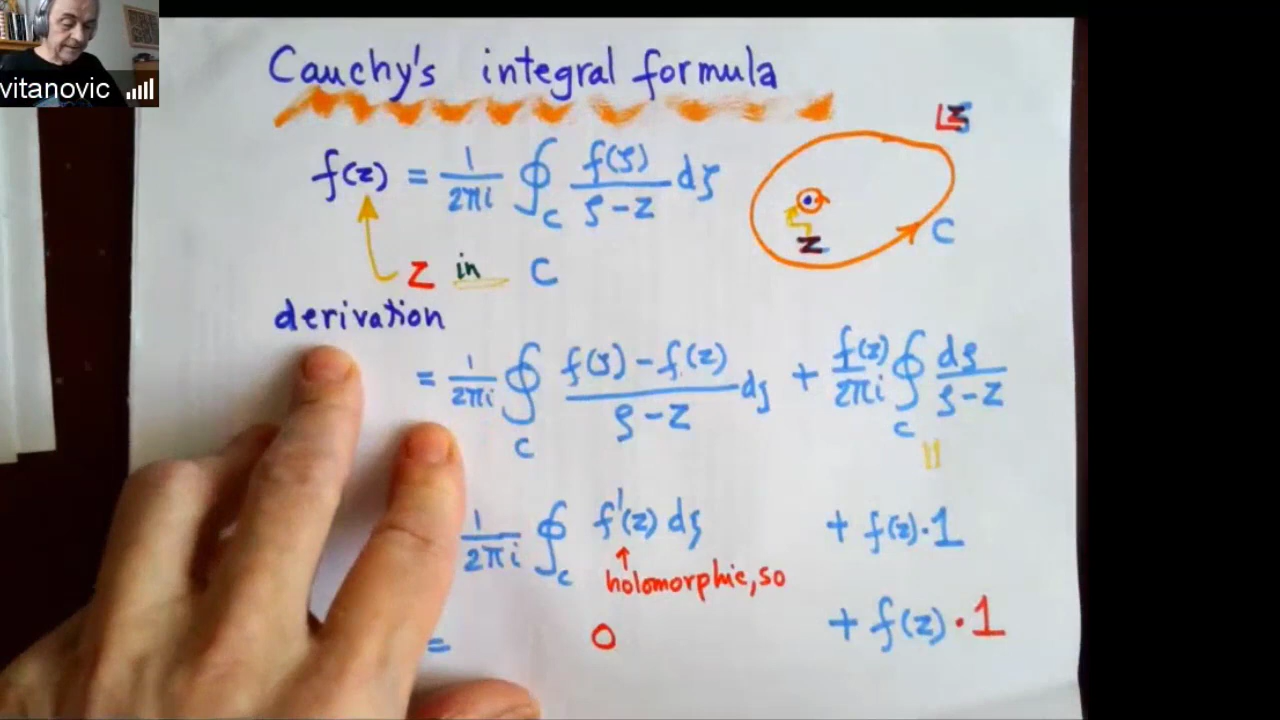 vitanovic
Cauchy's integral formula
f(z) = 1/2πi ∮_C f(ζ)/ζ-z dζ
z
C
z
z in C
derivation
= 1/2πi ∮_C f(ζ)-f(z)/ζ-z dζ + f(z)/2πi ∮_C dζ/ζ-z
1/2πi ∮_C f'(z) dζ + f(z)·1
holomorphic, so
= 0 + f(z)·1